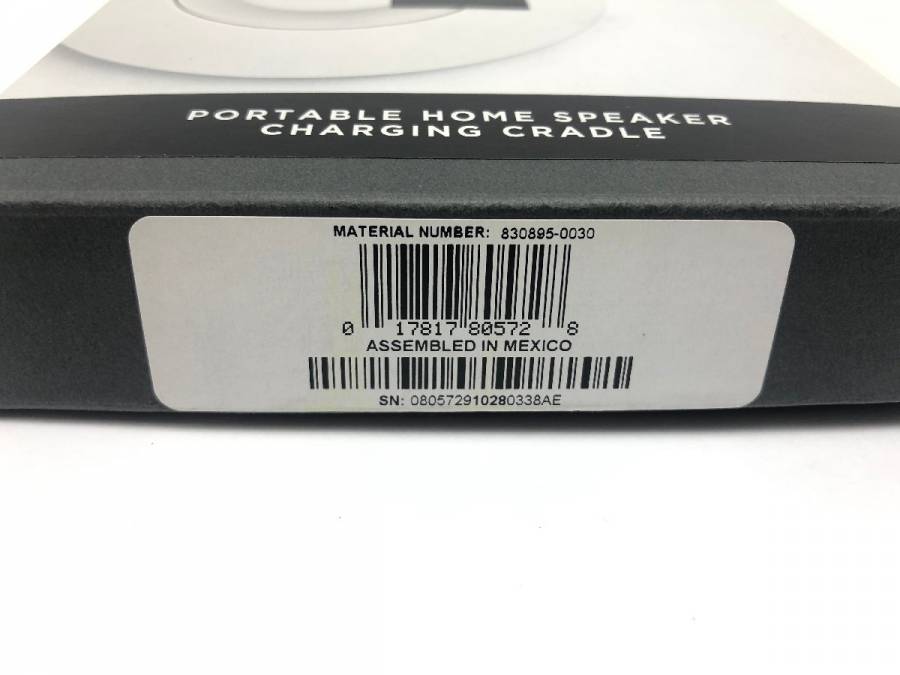 PORTABLE HOME SPEAKER
CHARGING CRADLE
MATERIAL NUMBER: 830895-0030
0 17817 80572 8
ASSEMBLED IN MEXICO
SN: 080572910280338AE